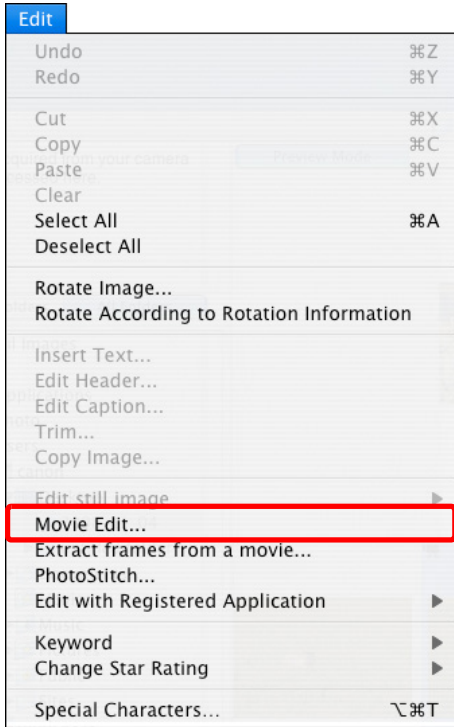 Edit
Undo ⌘Z
Redo ⌘Y
Cut ⌘X
Copy ⌘C
Paste ⌘V
Clear
Select All ⌘A
Deselect All
Rotate Image...
Rotate According to Rotation Information
Insert Text...
Edit Header...
Edit Caption...
Trim...
Copy Image...
Edit still image
Movie Edit...
Extract frames from a movie...
PhotoStitch...
Edit with Registered Application
Keyword
Change Star Rating
Special Characters... ⌥⌘T